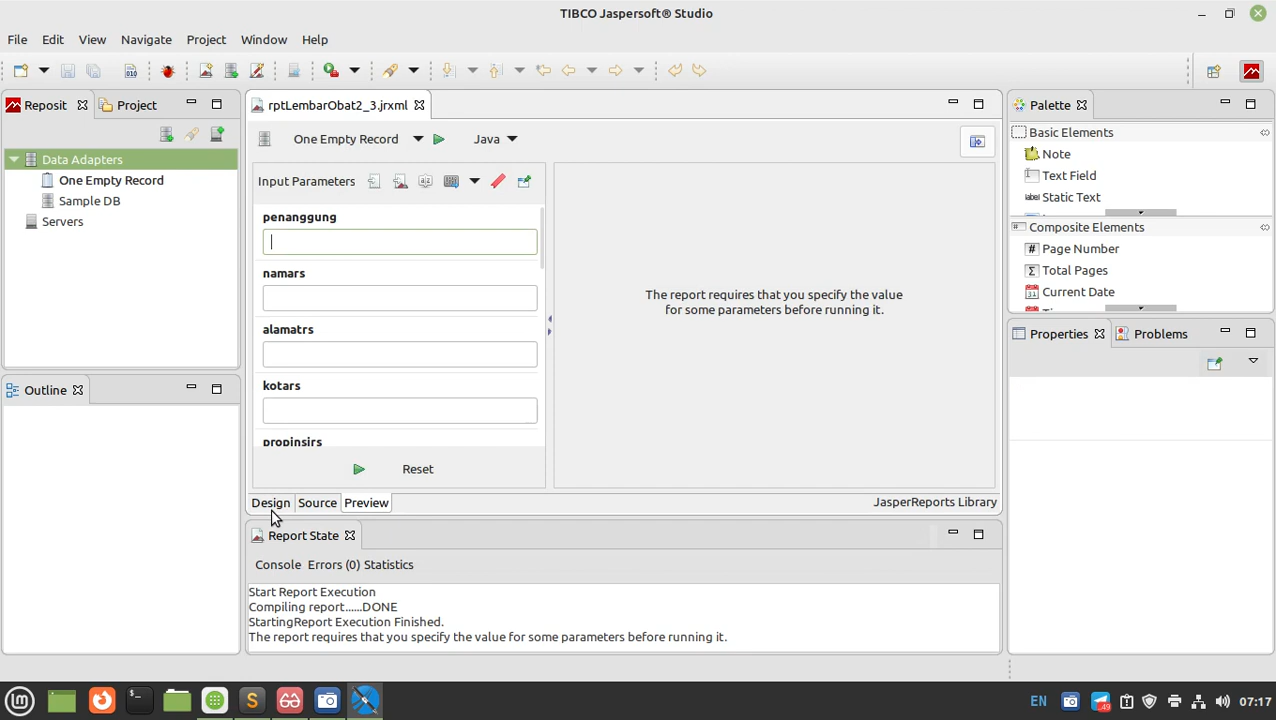 TIBCO Jaspersoft® Studio
File Edit View Navigate Project Window Help
Reposit Project
Data Adapters
One Empty Record
Sample DB
Servers
Outline
rptLembarObat2_3.jrxml
One Empty Record Java
Input Parameters
penanggung
namars
alamatrs
kotars
propinsirs
Reset
The report requires that you specify the value
for some parameters before running it.
Design Source Preview JasperReports Library
Report State
Console Errors (0) Statistics
Start Report Execution
Compiling report......DONE
StartingReport Execution Finished.
The report requires that you specify the value for some parameters before running it.
Palette
Basic Elements
Note
Text Field
label Static Text
Composite Elements
# Page Number
Σ Total Pages
Current Date
Properties Problems
EN 07:17